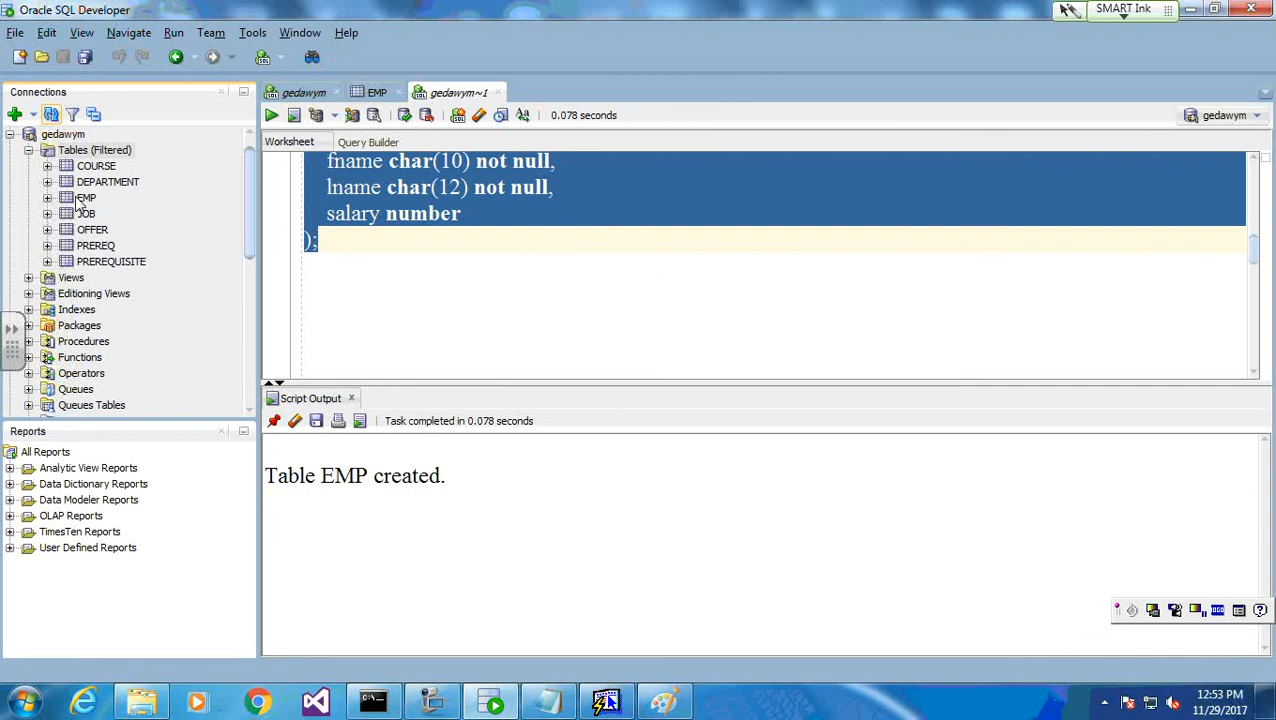 Oracle SQL Developer
SMART Ink
File Edit View Navigate Run Team Tools Window Help
Connections
gedawym
Tables (Filtered)
COURSE
DEPARTMENT
EMP
JOB
OFFER
PREREQ
PREREQUISITE
Views
Editioning Views
Indexes
Packages
Procedures
Functions
Operators
Queues
Queues Tables
Reports
All Reports
Analytic View Reports
Data Dictionary Reports
Data Modeler Reports
OLAP Reports
TimesTen Reports
User Defined Reports
gedawym EMP gedawym~1
0.078 seconds
gedawym
Worksheet Query Builder
fname char(10) not null,
lname char(12) not null,
salary number
);
Script Output
Task completed in 0.078 seconds
Table EMP created.
12:53 PM
11/29/2017